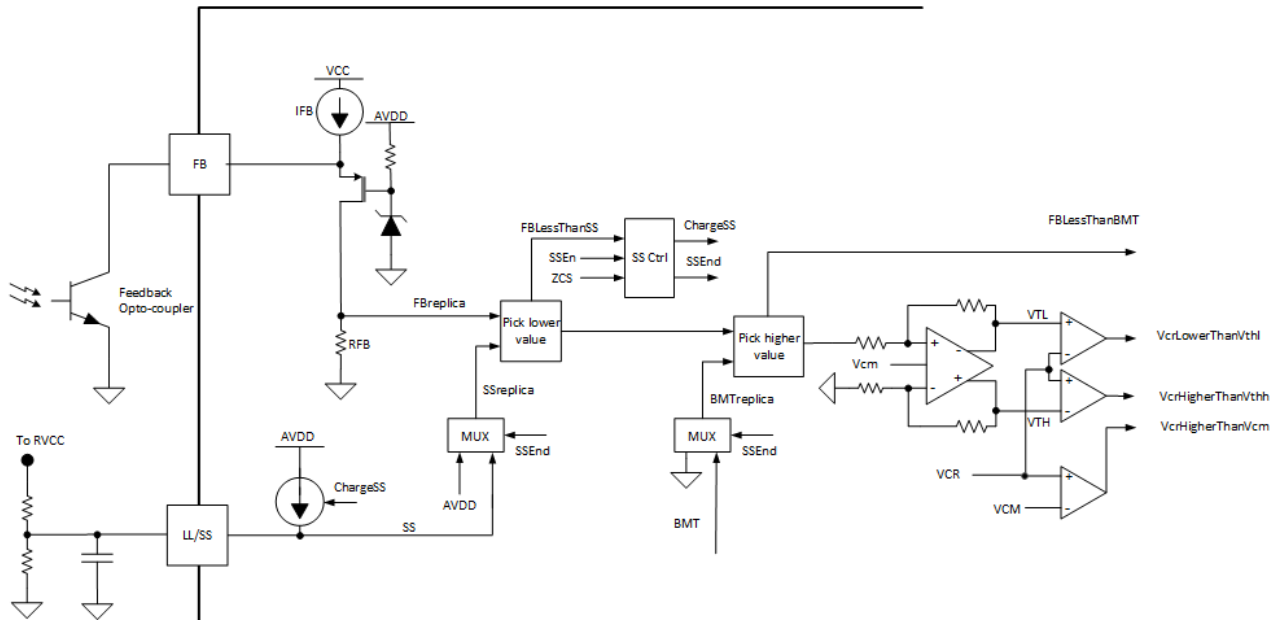 VCC
IFB
AVDD
FB
FBLessThanSS
ChargeSS
FBLessThanBMT
SSEn
SS Ctrl
SSEnd
ZCS
Feedback
Opto-coupler
FBreplica
Pick lower
value
Pick higher
value
RFB
Vcm
+
-
-
+
VTL
+
-
VcrLowerThanVthl
SSreplica
BMTreplica
+
-
VcrHigherThanVthh
VTH
VcrHigherThanVcm
To RVCC
AVDD
MUX
SSEnd
MUX
SSEnd
VCR
+
-
VCM
ChargeSS
AVDD
SS
BMT
LL/SS